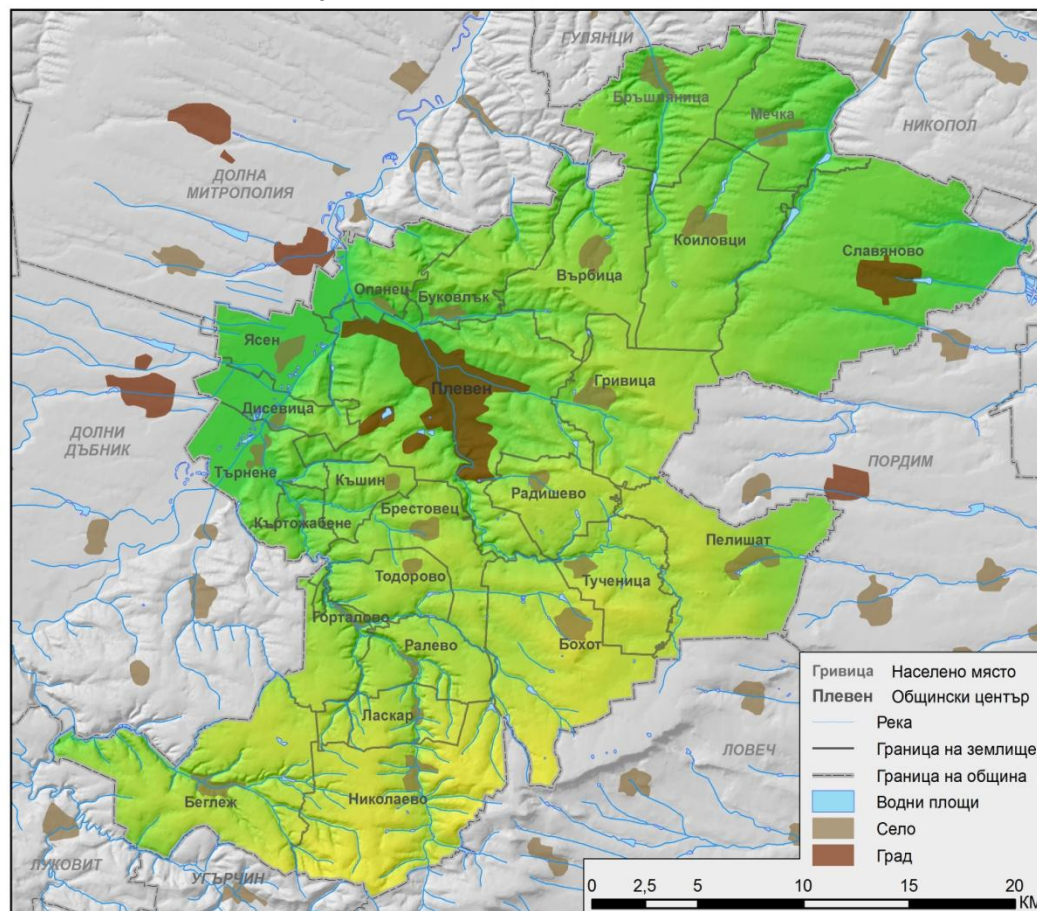 ГУЛЯНЦИ
Бръшляница
Мечка
НИКОПОЛ
ДОЛНА
МИТРОПОЛИЯ
Коиловци
Славяново
Върбица
Опанец
Буковлък
Ясен
Гривица
Плевен
Дисевица
ДОЛНИ
ДЪБНИК
Търнене
ПОРДИМ
Къшин
Радишево
Брестовец
Къртожабене
Пелишат
Тодорово
Тученица
Горталово
Бохот
Ралево
Ласкар
ЛОВЕЧ
Беглеж
Николаево
ЛУКОВИТ
УГЪРЧИН
Гривица Населено място
Плевен Общински център
Река
Граница на землище
Граница на община
Водни площи
Село
Град
0 2,5 5 10 15 20
КМ